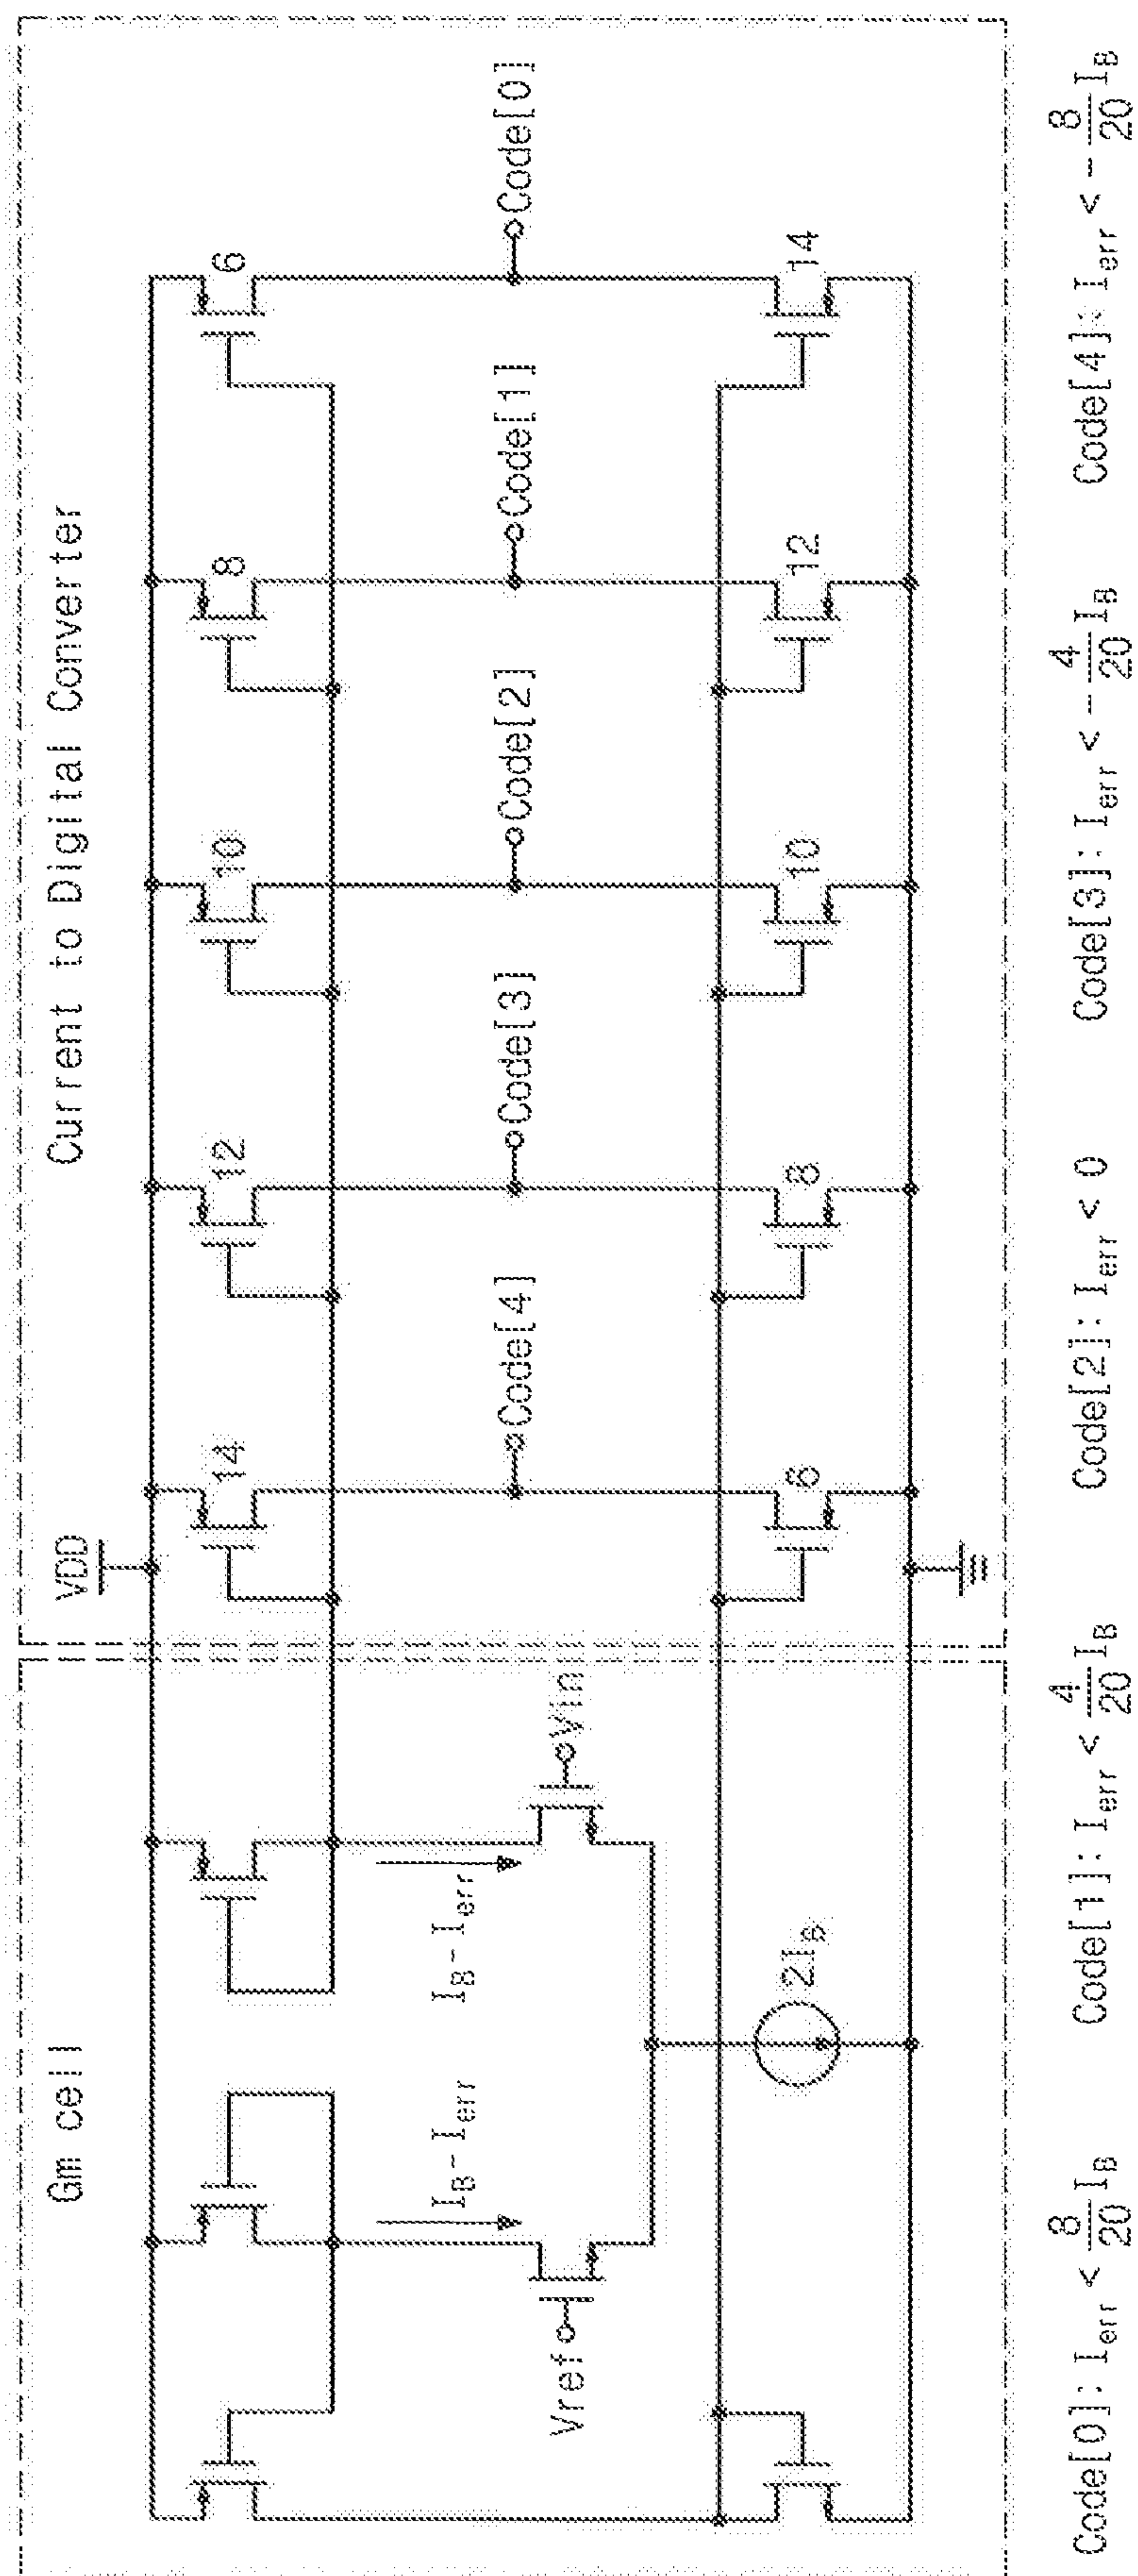 Gm cell
Current to Digital Converter
VDD
14
12
10
8
6
I_B-I_err
I_B-I_err
Code[4]
Code[3]
Code[2]
Code[1]
Code[0]
Vref
Vin
2I_B
6
8
10
12
14
Code[0]: I_err < 8/20 I_B
Code[1]: I_err < 4/20 I_B
Code[2]: I_err < 0
Code[3]: I_err < - 4/20 I_B
Code[4]: I_err < - 8/20 I_B